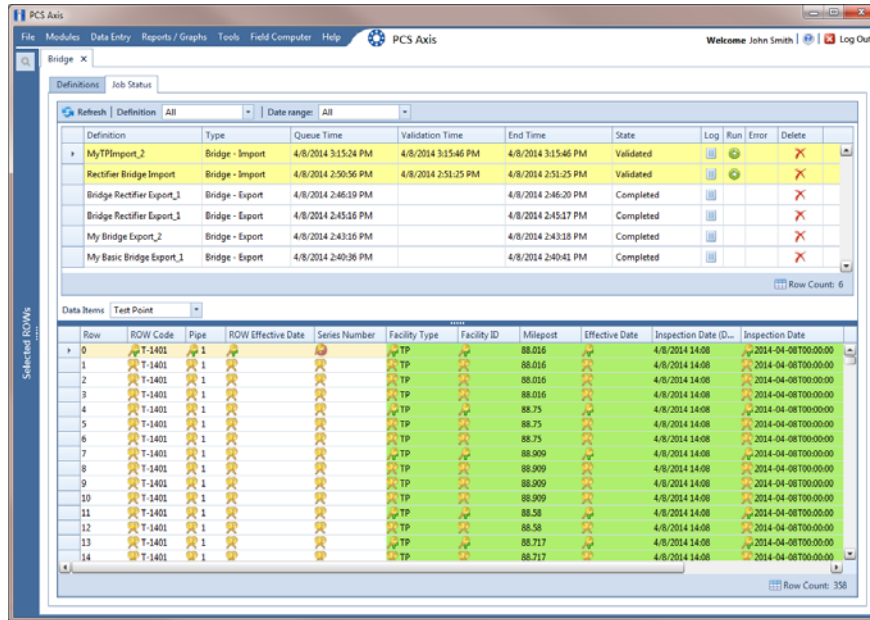 PCS Axis
File Modules Data Entry Reports / Graphs Tools Field Computer Help PCS Axis Welcome John Smith Log Out
Bridge
Definitions Job Status
Refresh Definition All Date range: All
Definition Type Queue Time Validation Time End Time State Log Run Error Delete
MyTPImport_2 Bridge - Import 4/8/2014 3:15:24 PM 4/8/2014 3:15:46 PM 4/8/2014 3:15:46 PM Validated
Rectifier Bridge Import Bridge - Import 4/8/2014 2:50:56 PM 4/8/2014 2:51:25 PM 4/8/2014 2:51:25 PM Validated
Bridge Rectifier Export_1 Bridge - Export 4/8/2014 2:46:19 PM 4/8/2014 2:46:20 PM Completed
Bridge Rectifier Export_1 Bridge - Export 4/8/2014 2:45:16 PM 4/8/2014 2:45:17 PM Completed
My Bridge Export_2 Bridge - Export 4/8/2014 2:43:16 PM 4/8/2014 2:43:18 PM Completed
My Basic Bridge Export_1 Bridge - Export 4/8/2014 2:40:36 PM 4/8/2014 2:40:41 PM Completed
Row Count: 6
Selected ROWs
Data Items Test Point
Row ROW Code Pipe ROW Effective Date Series Number Facility Type Facility ID Milepost Effective Date Inspection Date (D... Inspection Date
0 T-1401 1 TP 88.016 4/8/2014 14:08 2014-04-08T00:00:00
1 T-1401 1 TP 88.016 4/8/2014 14:08 2014-04-08T00:00:00
2 T-1401 1 TP 88.016 4/8/2014 14:08 2014-04-08T00:00:00
3 T-1401 1 TP 88.016 4/8/2014 14:08 2014-04-08T00:00:00
4 T-1401 1 TP 88.75 4/8/2014 14:08 2014-04-08T00:00:00
5 T-1401 1 TP 88.75 4/8/2014 14:08 2014-04-08T00:00:00
6 T-1401 1 TP 88.75 4/8/2014 14:08 2014-04-08T00:00:00
7 T-1401 1 TP 88.909 4/8/2014 14:08 2014-04-08T00:00:00
8 T-1401 1 TP 88.909 4/8/2014 14:08 2014-04-08T00:00:00
9 T-1401 1 TP 88.909 4/8/2014 14:08 2014-04-08T00:00:00
10 T-1401 1 TP 88.909 4/8/2014 14:08 2014-04-08T00:00:00
11 T-1401 1 TP 88.58 4/8/2014 14:08 2014-04-08T00:00:00
12 T-1401 1 TP 88.58 4/8/2014 14:08 2014-04-08T00:00:00
13 T-1401 1 TP 88.717 4/8/2014 14:08 2014-04-08T00:00:00
14 T-1401 1 TP 88.717 4/8/2014 14:08 2014-04-08T00:00:00
Row Count: 358